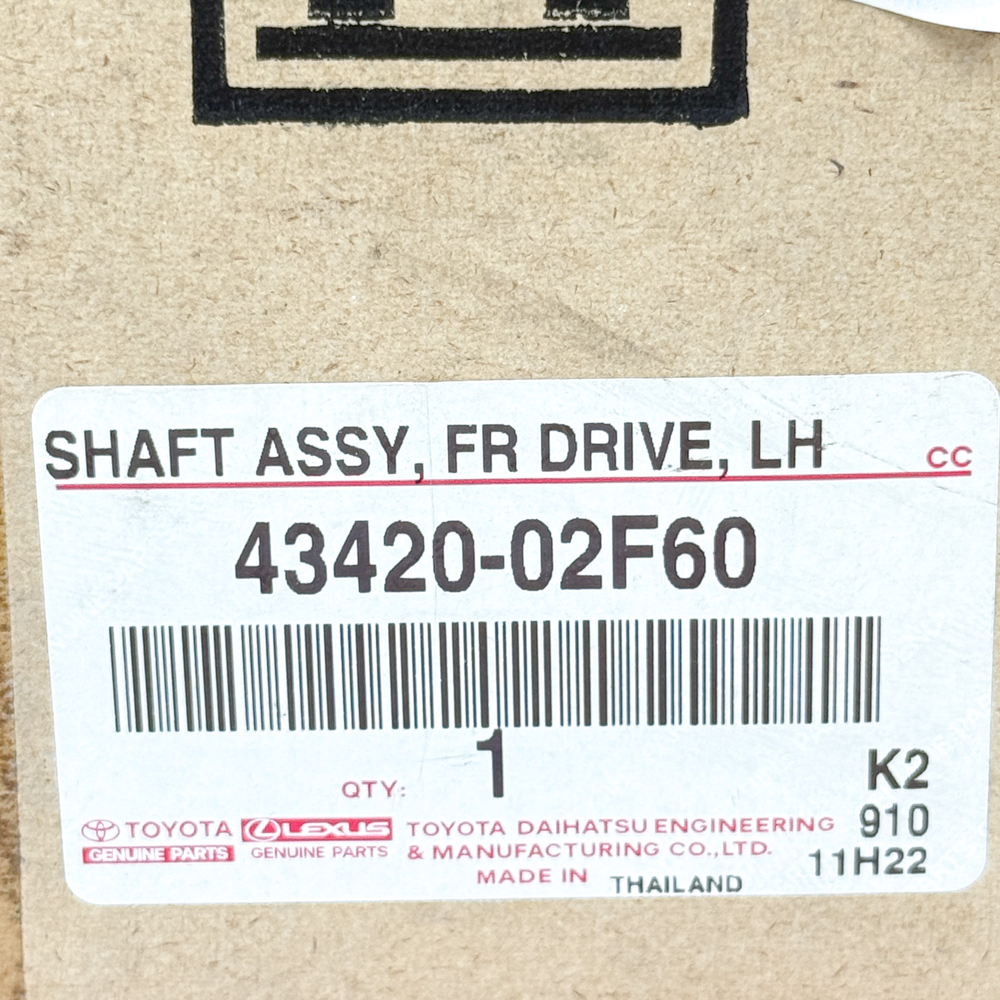 SHAFT ASSY, FR DRIVE, LH CC
43420-02F60
QTY: 1
K2
TOYOTA LEXUS TOYOTA DAIHATSU ENGINEERING 910
GENUINE PARTS GENUINE PARTS & MANUFACTURING CO.,LTD. 11H22
MADE IN THAILAND